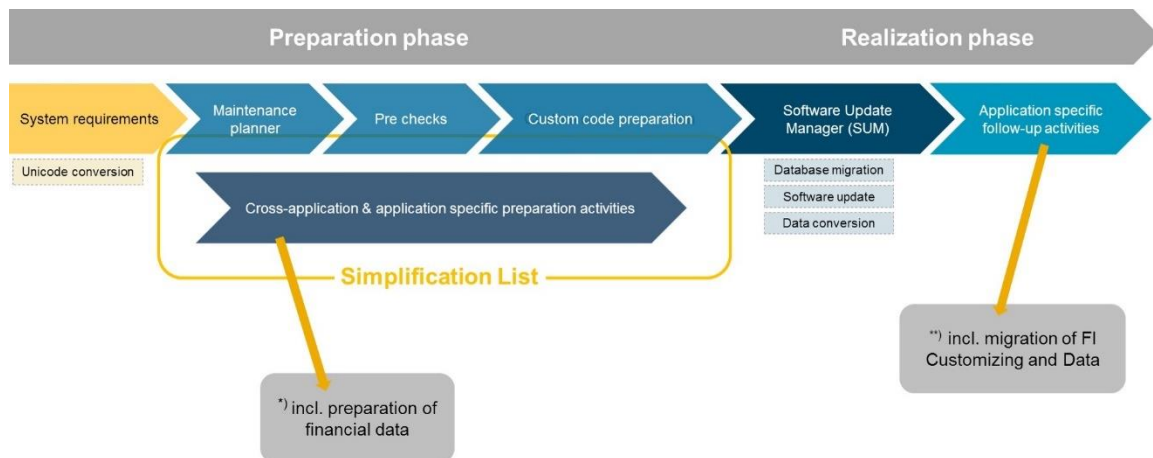 Preparation phase
Realization phase
System requirements
Maintenance
planner
Pre checks
Custom code preparation
Software Update
Manager (SUM)
Application specific
follow-up activities
Unicode conversion
Database migration
Software update
Data conversion
Cross-application & application specific preparation activities
Simplification List
*) incl. preparation of
financial data
**) incl. migration of FI
Customizing and Data